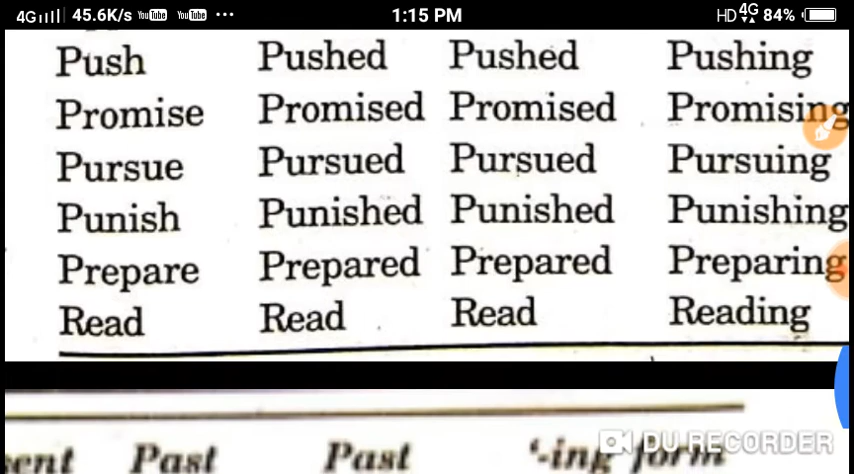 4G 45.6K/s YouTube YouTube ... 1:15 PM HD 4G 84%
Push Pushed Pushed Pushing
Promise Promised Promised Promising
Pursue Pursued Pursued Pursuing
Punish Punished Punished Punishing
Prepare Prepared Prepared Preparing
Read Read Read Reading
Past Past '-ing form
DU RECORDER